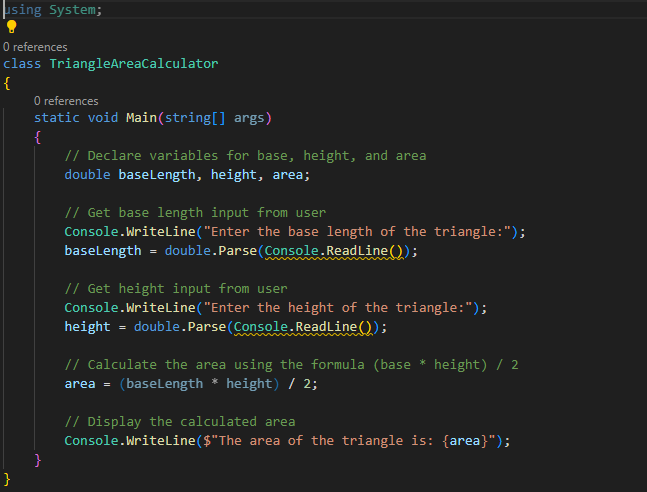 using System;
0 references
class TriangleAreaCalculator
{
0 references
static void Main(string[] args)
{
// Declare variables for base, height, and area
double baseLength, height, area;
// Get base length input from user
Console.WriteLine("Enter the base length of the triangle:");
baseLength = double.Parse(Console.ReadLine());
// Get height input from user
Console.WriteLine("Enter the height of the triangle:");
height = double.Parse(Console.ReadLine());
// Calculate the area using the formula (base * height) / 2
area = (baseLength * height) / 2;
// Display the calculated area
Console.WriteLine($"The area of the triangle is: {area}");
}
}